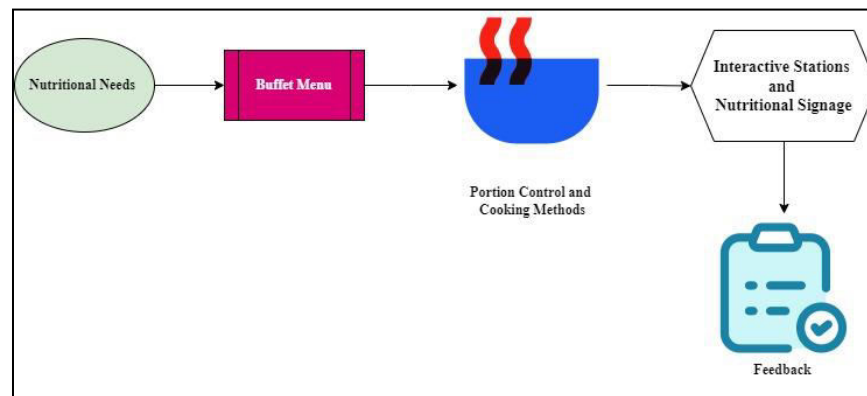 Nutritional Needs
Buffet Menu
Portion Control and
Cooking Methods
Interactive Stations
and
Nutritional Signage
Feedback